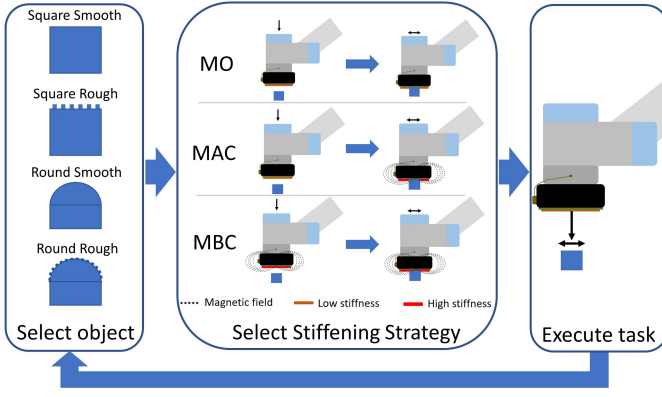 Square Smooth
Square Rough
Round Smooth
Round Rough
Select object
MO
MAC
MBC
Magnetic field
Low stiffness
High stiffness
Select Stiffening Strategy
Execute task